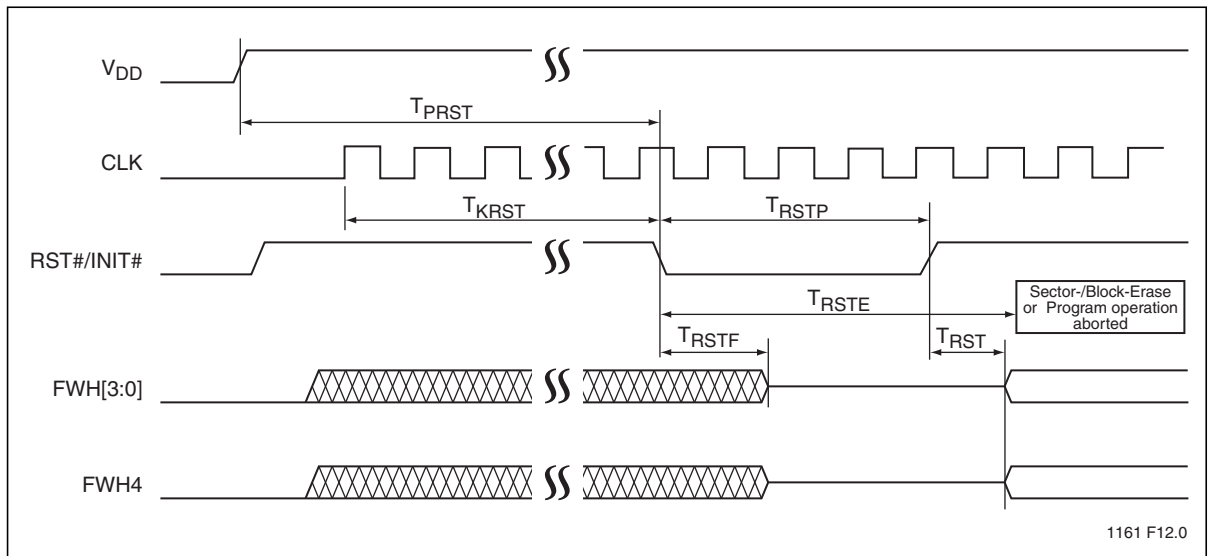 VDD
TPRST
CLK
TKRST
TRSTP
RST#/INIT#
TRSTE
Sector-/Block-Erase
or Program operation
aborted
TRSTF
TRST
FWH[3:0]
FWH4
1161 F12.0